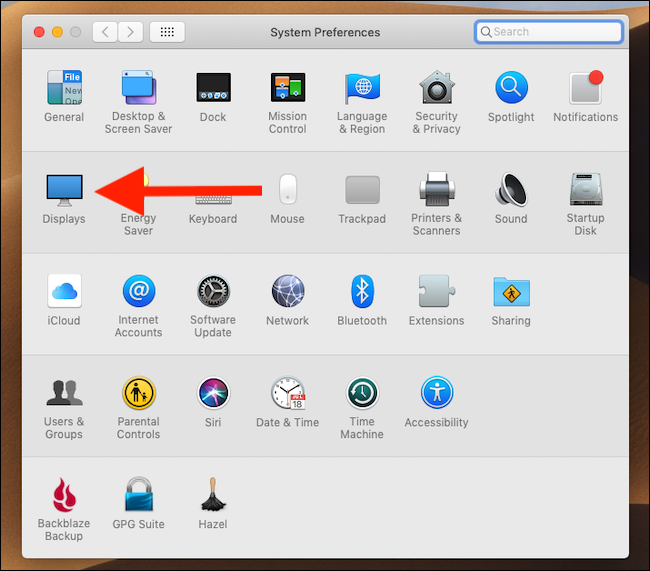 System Preferences
Search
File
New
Ope
General
Desktop &
Screen Saver
Dock
Mission
Control
Language
& Region
Security
& Privacy
Spotlight
Notifications
Displays
Energy
Saver
Keyboard
Mouse
Trackpad
Printers &
Scanners
Sound
Startup
Disk
iCloud
@
Internet
Accounts
Software
Update
Network
Bluetooth
Extensions
Sharing
Users &
Groups
Parental
Controls
Siri
JUL
18
Date & Time
Time
Machine
Accessibility
Backblaze
Backup
GPG Suite
Hazel